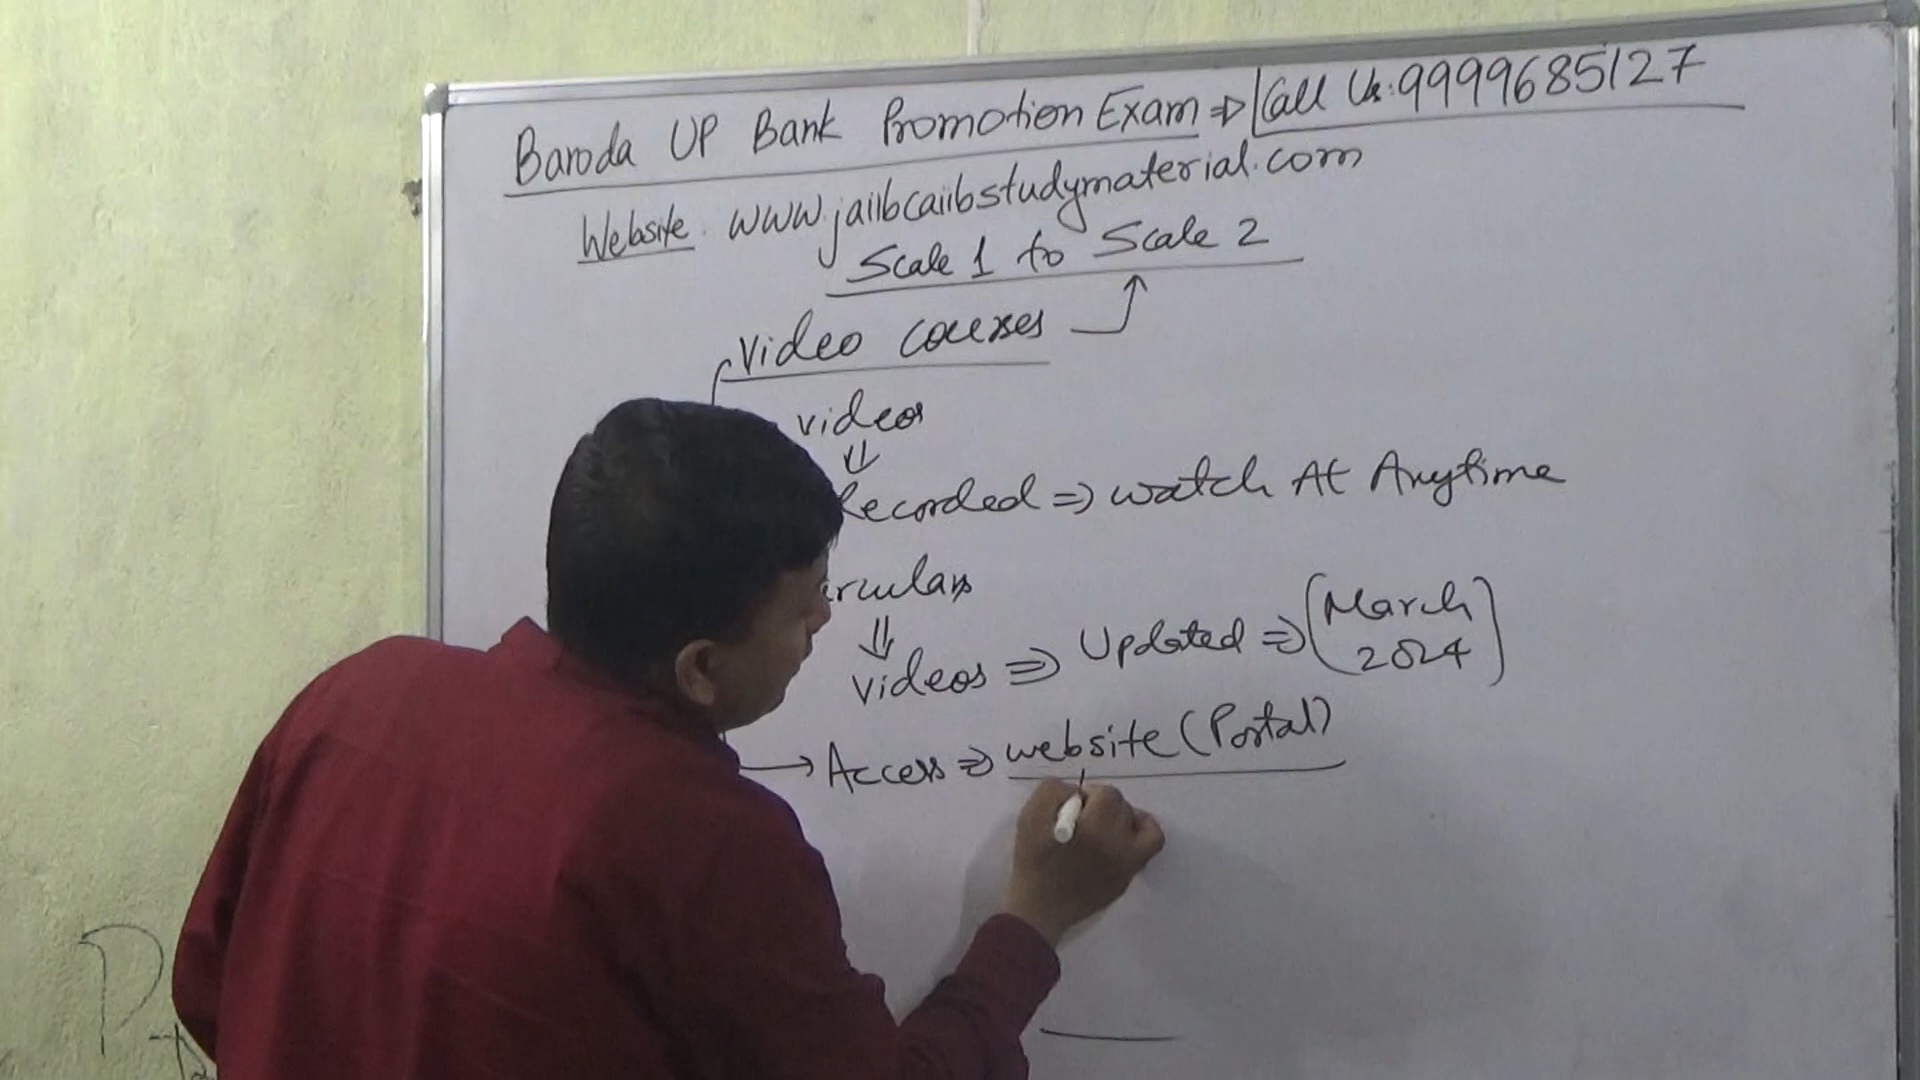 Baroda UP Bank Promotion Exam ⇒ Call Us: 9999685127
Website. www.jaiibcaiibstudymaterial.com
Scale 1 to Scale 2
Video courses
videos
⇓
Recorded ⇒ watch At Anytime
⇓
Videos ⇒ Updated ⇒ (March 2024)
→ Access ⇒ website (Portal)